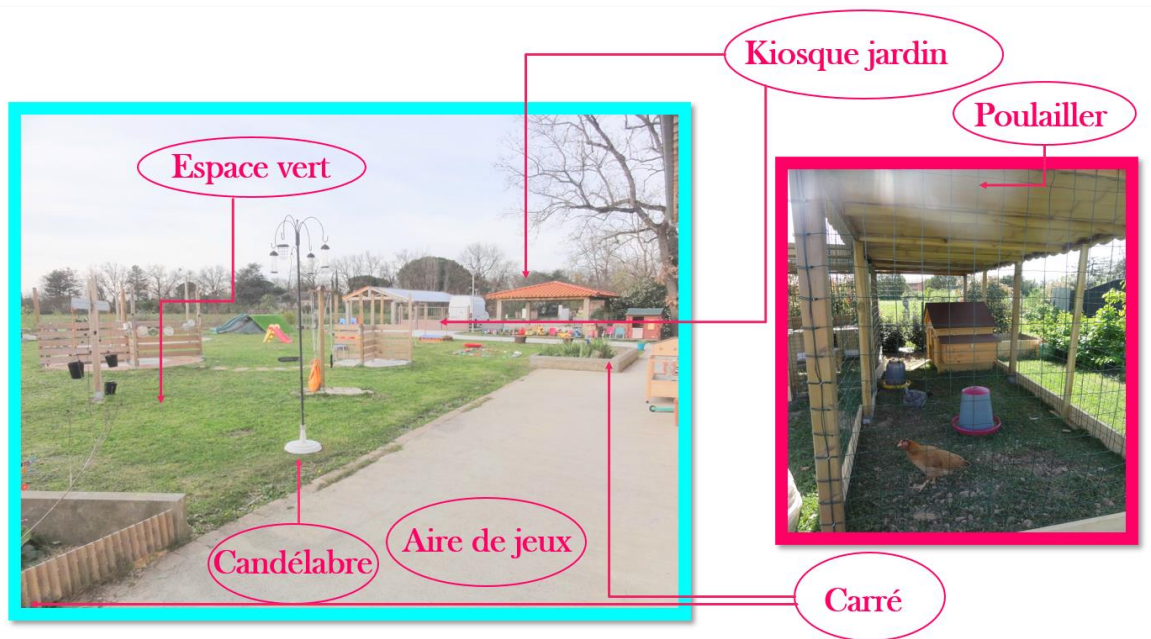 Kiosque jardin
Poulailler
Espace vert
Aire de jeux
Candélabre
Carré